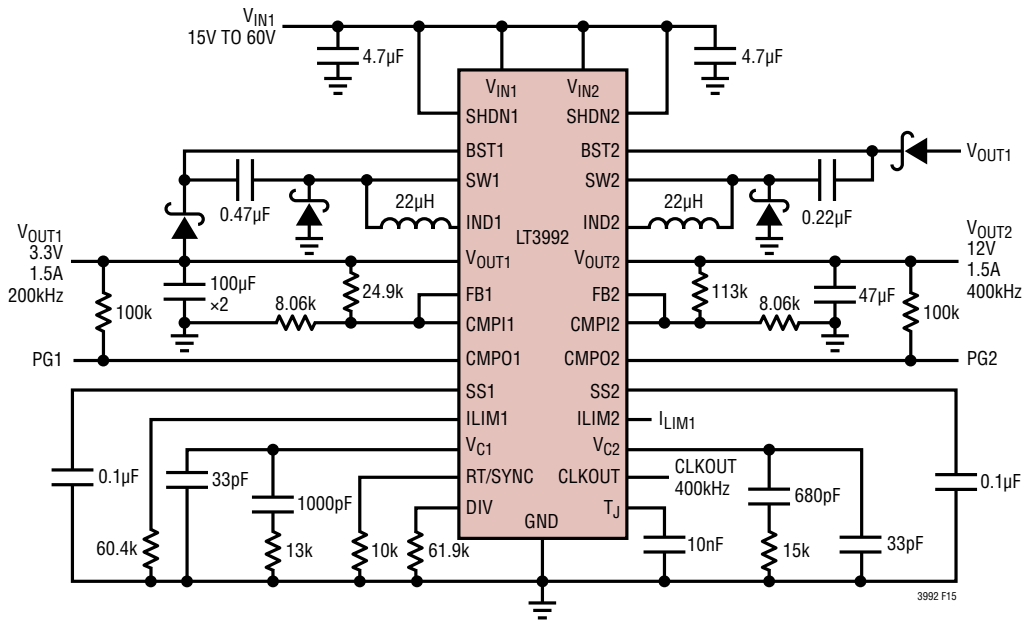 VIN1
15V TO 60V
4.7µF
4.7µF
VIN1
VIN2
SHDN1
SHDN2
BST1
BST2
VOUT1
SW1
SW2
0.47µF
22µH
22µH
0.22µF
IND1
IND2
LT3992
VOUT1
3.3V
1.5A
200kHz
VOUT1
VOUT2
VOUT2
12V
1.5A
400kHz
100µF
×2
24.9k
FB1
FB2
113k
47µF
100k
8.06k
8.06k
100k
CMPI1
CMPI2
PG1
CMPO1
CMPO2
PG2
SS1
SS2
ILIM1
ILIM2
ILIM1
VC1
VC2
0.1µF
33pF
RT/SYNC
CLKOUT
CLKOUT
400kHz
680pF
0.1µF
1000pF
DIV
TJ
GND
60.4k
13k
10k
61.9k
10nF
15k
33pF
3992 F15